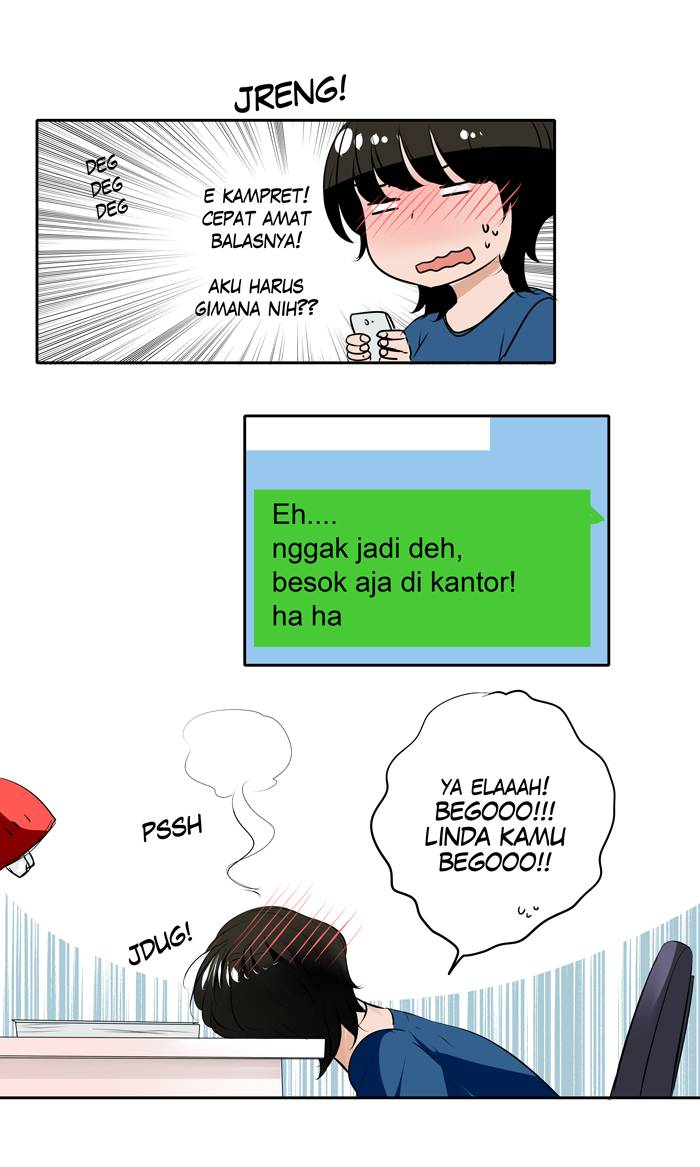 JRENG!
DEG
DEG
DEG
E KAMPRET!
CEPAT AMAT
BALASNYA!
AKU HARUS
GIMANA NIH??
Eh....
nggak jadi deh,
besok aja di kantor!
ha ha
YA ELAAAH!
BEGOOO!!!
LINDA KAMU
BEGOOO!!
PSSH
JDUG!